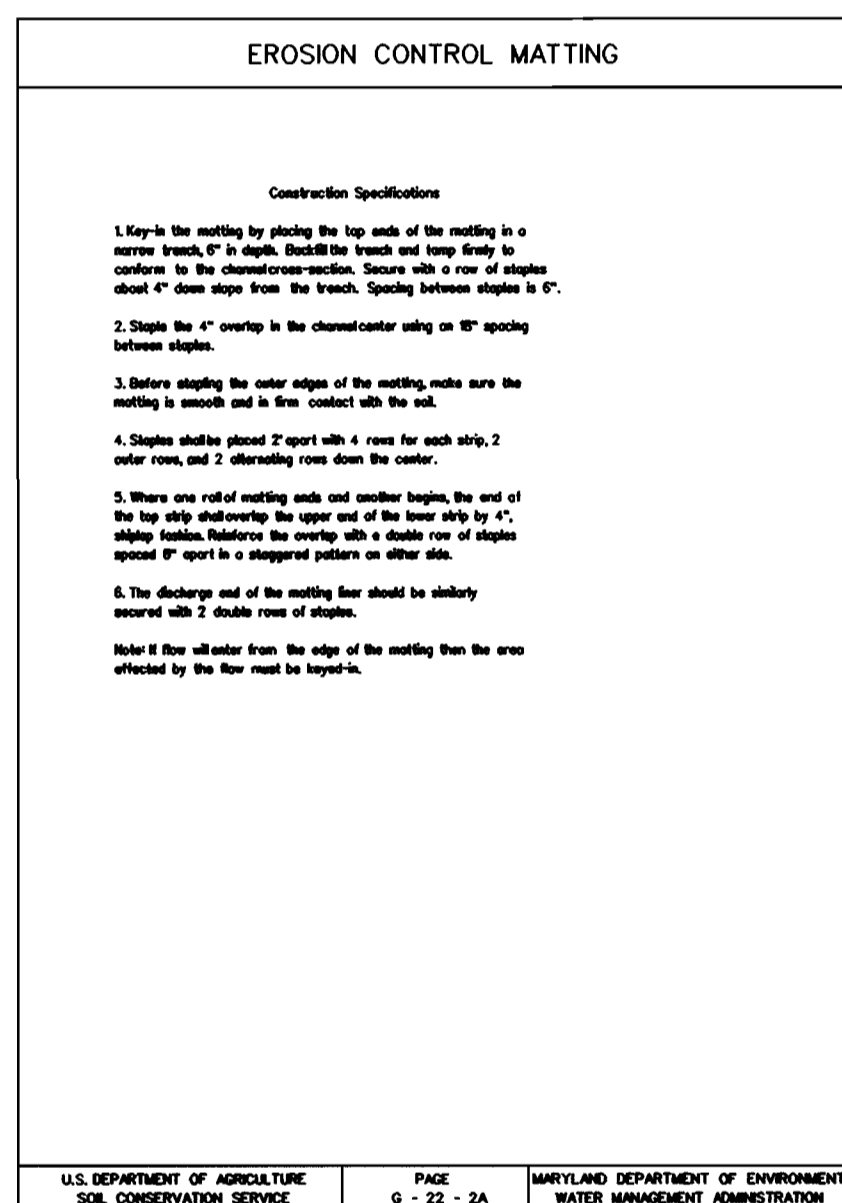 EROSION CONTROL MATTING
Construction Specifications
1. Key-in the matting by placing the top ends of the matting in a
narrow trench, 6" in depth. Backfill the trench and tamp firmly to
conform to the channel cross-section. Secure with a row of staples
about 4" down slope from the trench. Spacing between staples is 6".
2. Staple the 4" overlap in the channel center using an 18" spacing
between staples.
3. Before stapling the outer edges of the matting, make sure the
matting is smooth and in firm contact with the soil.
4. Staples shall be placed 2' apart with 4 rows for each strip, 2
outer rows, and 2 alternating rows down the center.
5. Where one roll of matting ends and another begins, the end of
the top strip shall overlap the upper end of the lower strip by 4",
shiplap fashion. Reinforce the overlap with a double row of staples
spaced 6" apart in a staggered pattern on either side.
6. The discharge end of the matting liner should be similarly
secured with 2 double rows of staples.
Note: If flow will enter from the edge of the matting then the area
effected by the flow must be keyed-in.
U.S. DEPARTMENT OF AGRICULTURE
SOIL CONSERVATION SERVICE
PAGE
G - 22 - 2A
MARYLAND DEPARTMENT OF ENVIRONMENT
WATER MANAGEMENT ADMINISTRATION